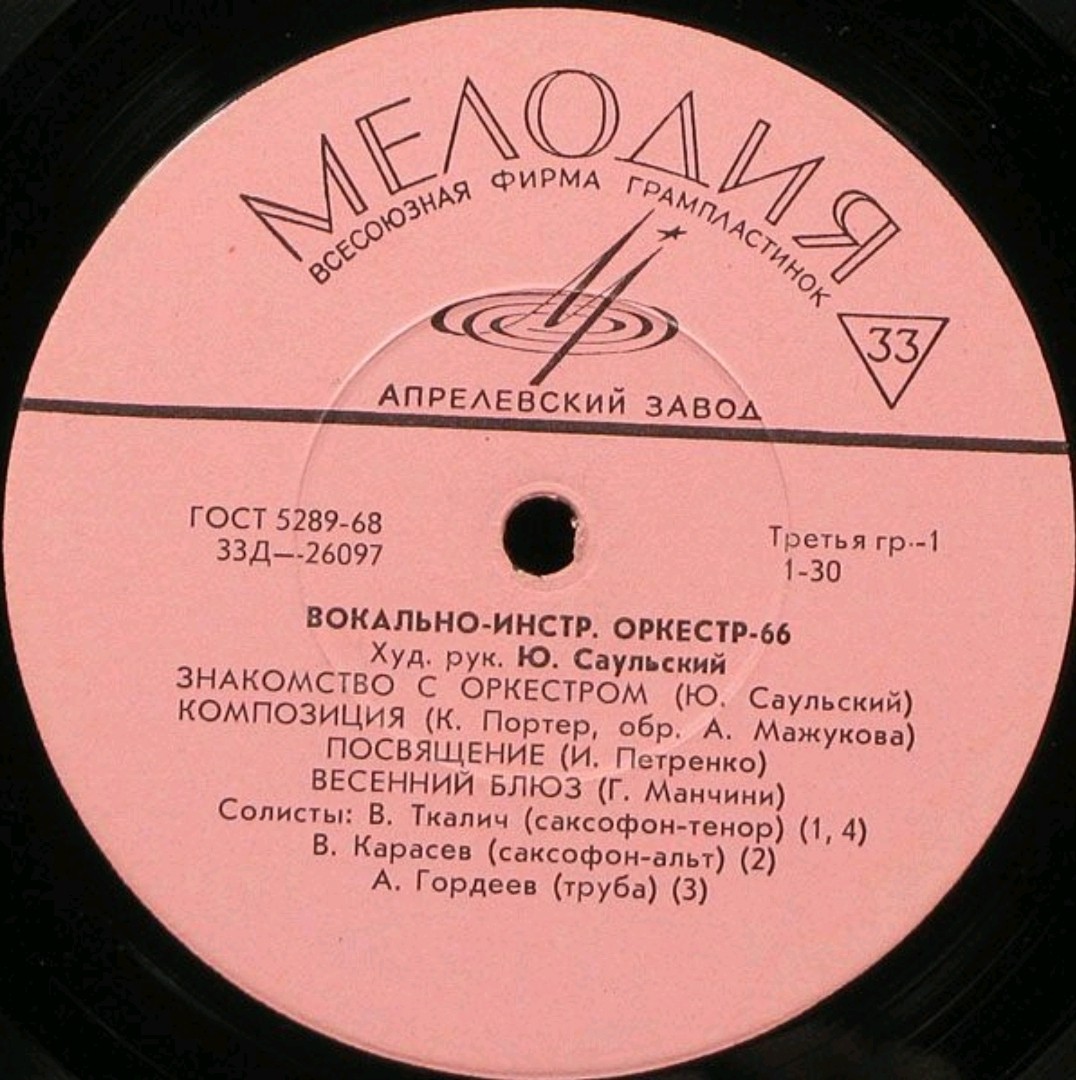 МЕЛОДИЯ
ВСЕСОЮЗНАЯ ФИРМА ГРАМПЛАСТИНОК
33
АПРЕЛЕВСКИЙ ЗАВОД
ГОСТ 5289-68
33Д—-26097
Третья гр.-1
1-30
ВОКАЛЬНО-ИНСТР. ОРКЕСТР-66
Худ. рук. Ю. Саульский
ЗНАКОМСТВО С ОРКЕСТРОМ (Ю. Саульский)
КОМПОЗИЦИЯ (К. Портер, обр. А. Мажукова)
ПОСВЯЩЕНИЕ (И. Петренко)
ВЕСЕННИЙ БЛЮЗ (Г. Манчини)
Солисты: В. Ткалич (саксофон-тенор) (1, 4)
В. Карасев (саксофон-альт) (2)
А. Гордеев (труба) (3)